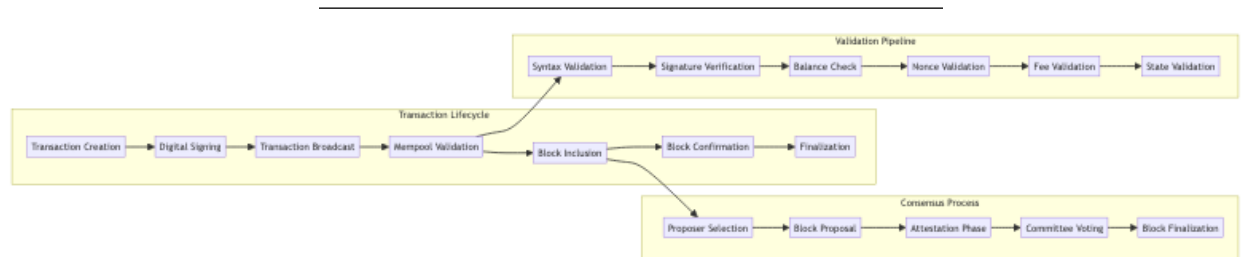 Validation Pipeline
Syntax Validation
Signature Verification
Balance Check
Nonce Validation
Fee Validation
State Validation
Transaction Lifecycle
Transaction Creation
Digital Signing
Transaction Broadcast
Mempool Validation
Block Inclusion
Block Confirmation
Finalization
Consensus Process
Proposer Selection
Block Proposal
Attestation Phase
Committee Voting
Block Finalization